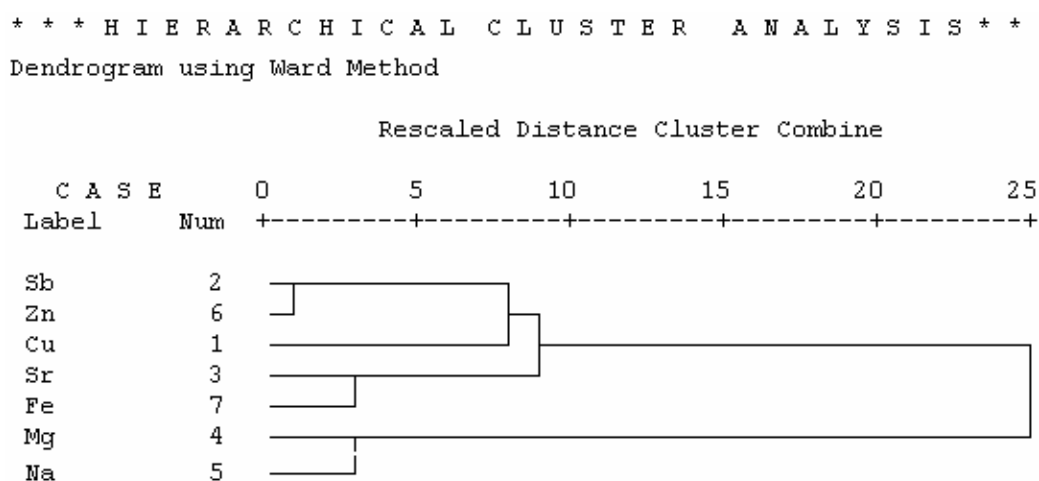 * * * H I E R A R C H I C A L C L U S T E R A N A L Y S I S * *
Dendrogram using Ward Method
Rescaled Distance Cluster Combine
C A S E 0 5 10 15 20 25
Label Num +---------+---------+---------+---------+---------+
Sb 2
Zn 6
Cu 1
Sr 3
Fe 7
Mg 4
Na 5